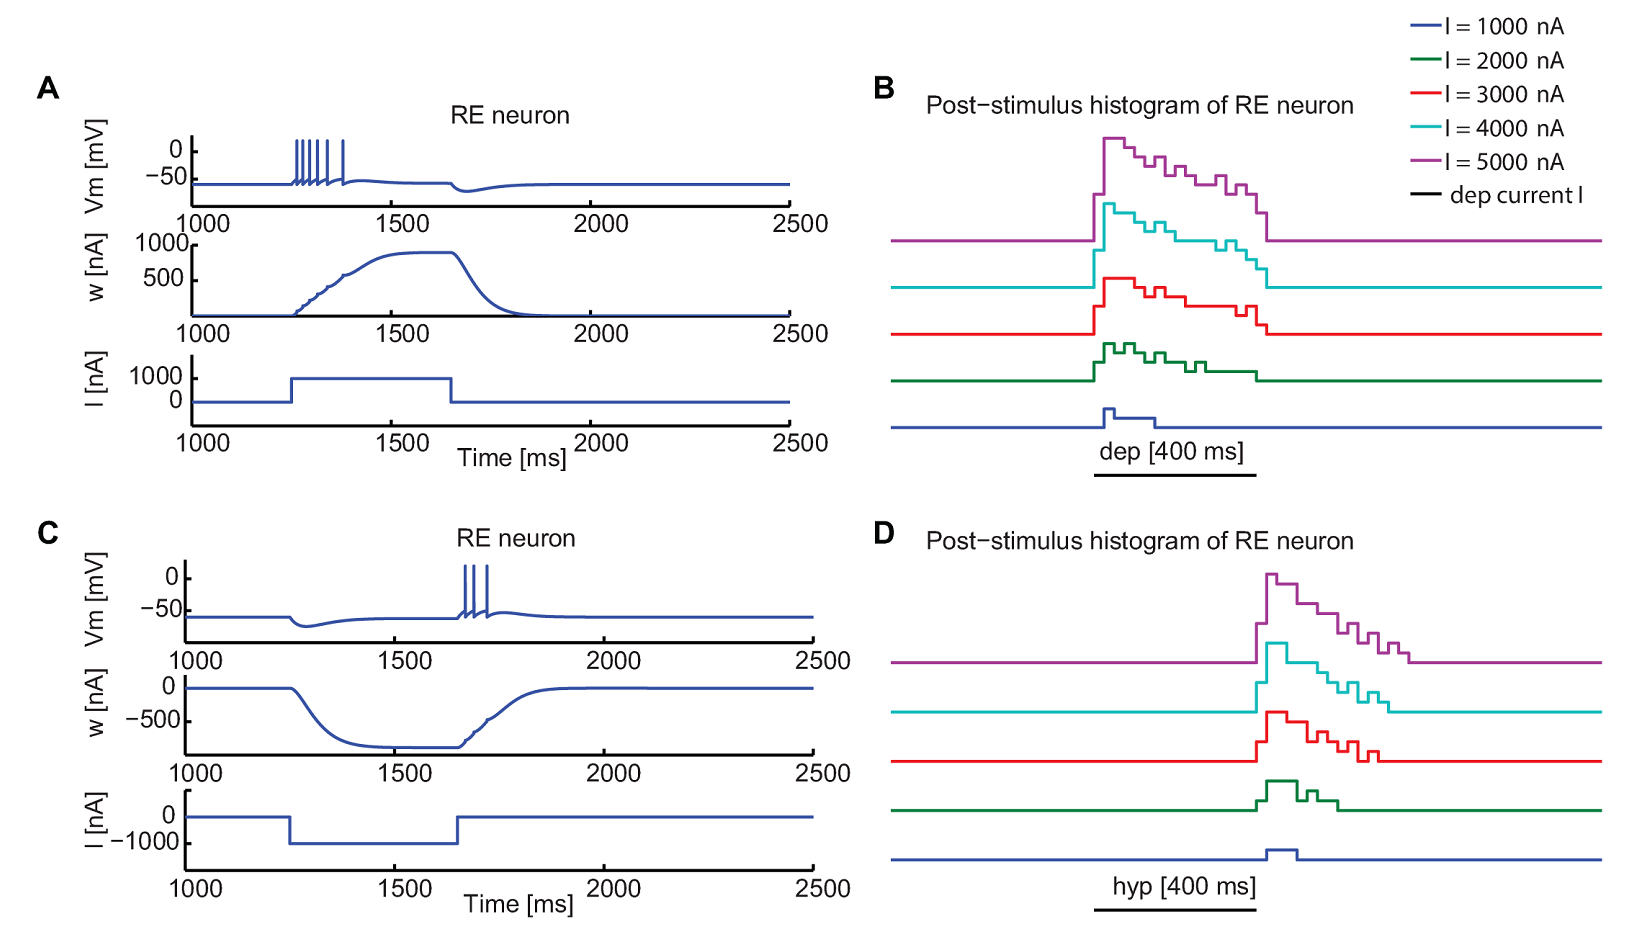 A
RE neuron
Vm [mV]
0
−50
1000 1500 2000 2500
w [nA]
1000
500
1000 1500 2000 2500
I [nA]
1000
0
1000 1500 2000 2500
Time [ms]
B
Post−stimulus histogram of RE neuron
I = 1000 nA
I = 2000 nA
I = 3000 nA
I = 4000 nA
I = 5000 nA
dep current I
dep [400 ms]
C
RE neuron
Vm [mV]
0
−50
1000 1500 2000 2500
w [nA]
0
−500
1000 1500 2000 2500
I [nA]
0
−1000
1000 1500 2000 2500
Time [ms]
D
Post−stimulus histogram of RE neuron
hyp [400 ms]